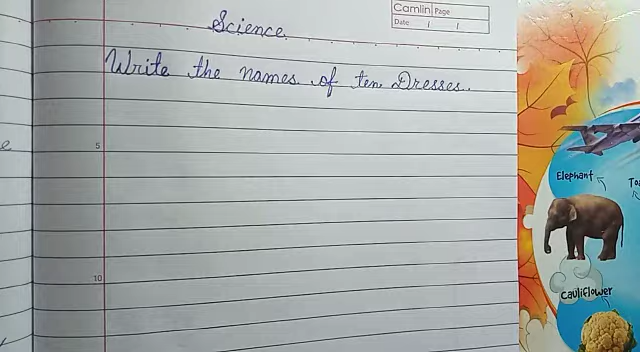 Science
Camlin Page
Date / /
Write the names of ten Dresses.
e
5
10
Elephant
Cauliflower